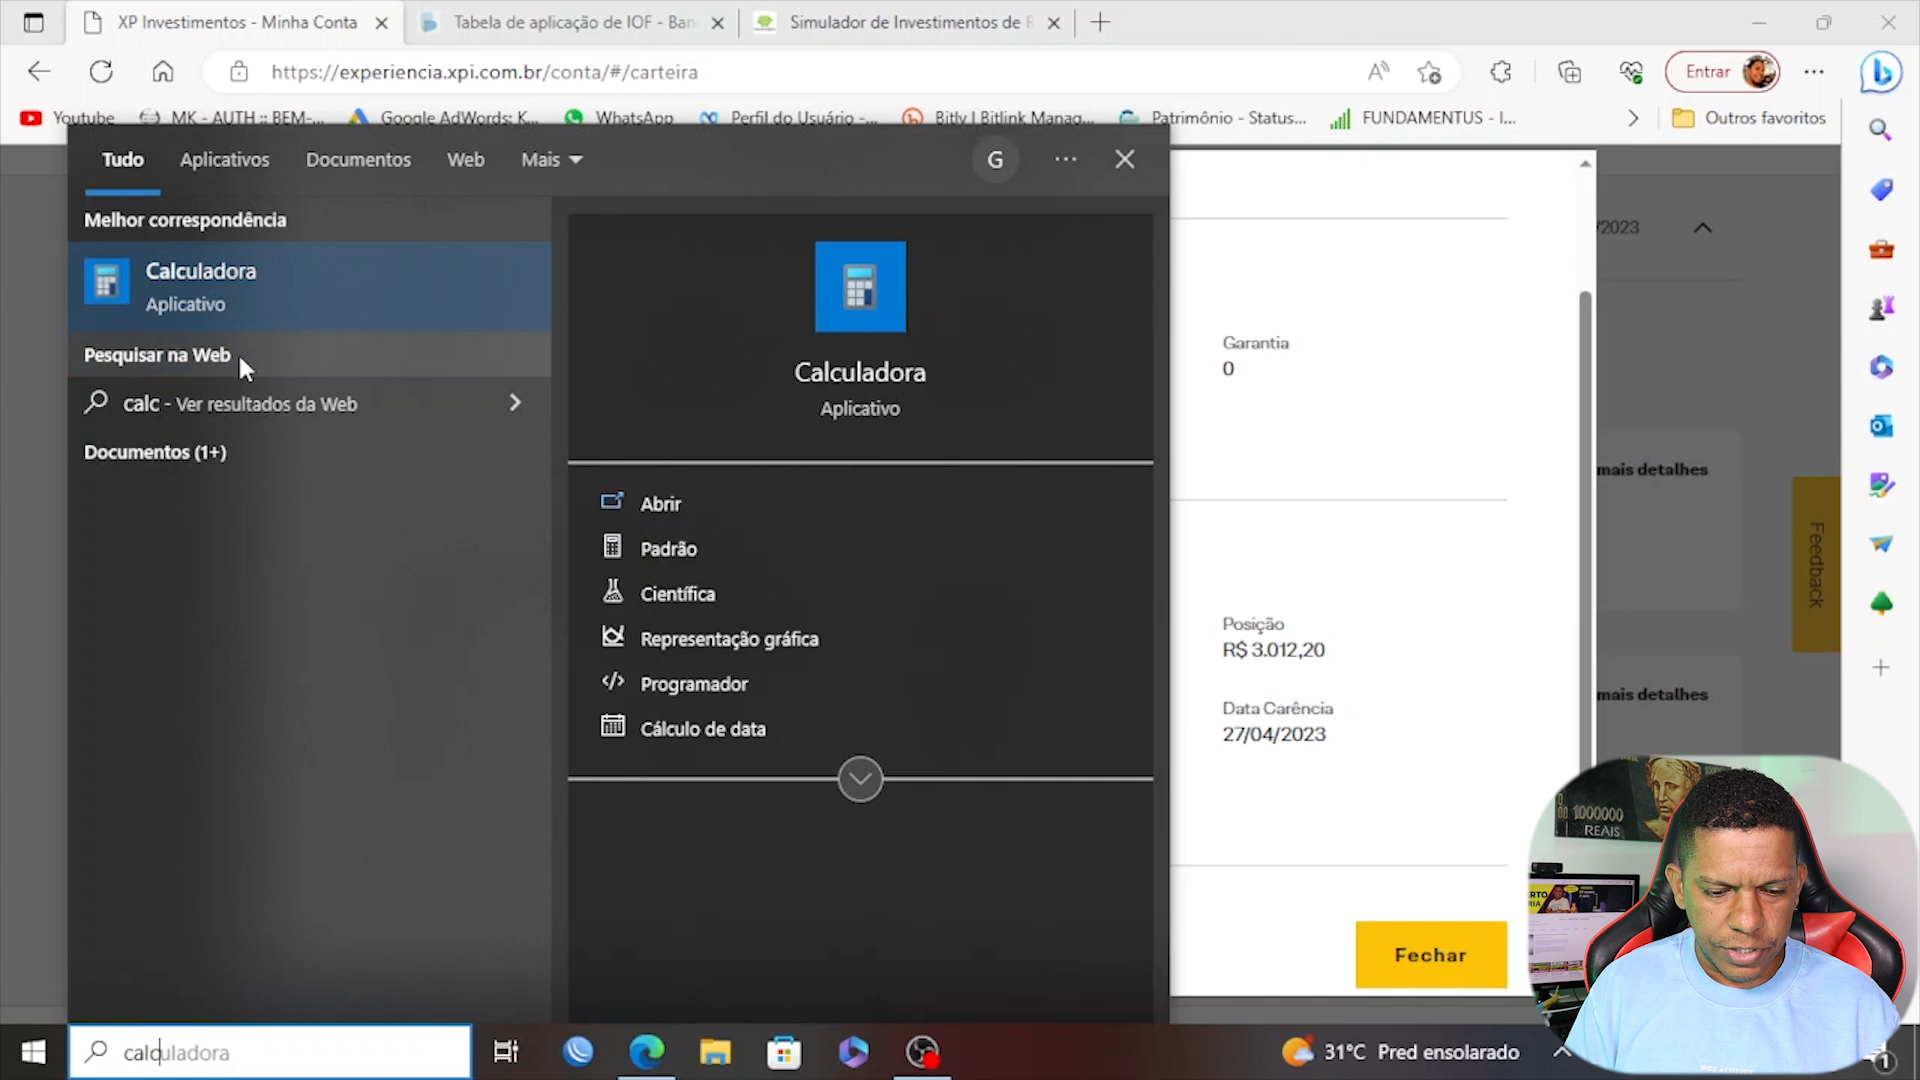 XP Investimentos - Minha Conta
Tabela de aplicação de IOF - Ban
Simulador de Investimentos de R
https://experiencia.xpi.com.br/conta/#/carteira
Entrar
Youtube
MK - AUTH :: BEM-...
Google AdWords: K...
WhatsApp
Perfil do Usuário -...
Bitly | Bitlink Manag...
Patrimônio - Status...
FUNDAMENTUS - I...
Outros favoritos
Tudo
Aplicativos
Documentos
Web
Mais
G
Melhor correspondência
Calculadora
Aplicativo
Pesquisar na Web
calc - Ver resultados da Web
Documentos (1+)
Calculadora
Aplicativo
Abrir
Padrão
Científica
Representação gráfica
Programador
Cálculo de data
/2023
Garantia
0
mais detalhes
Feedback
Posição
R$ 3.012,20
mais detalhes
Data Carência
27/04/2023
Fechar
1000000
REAIS
calculadora
31°C Pred ensolarado
1